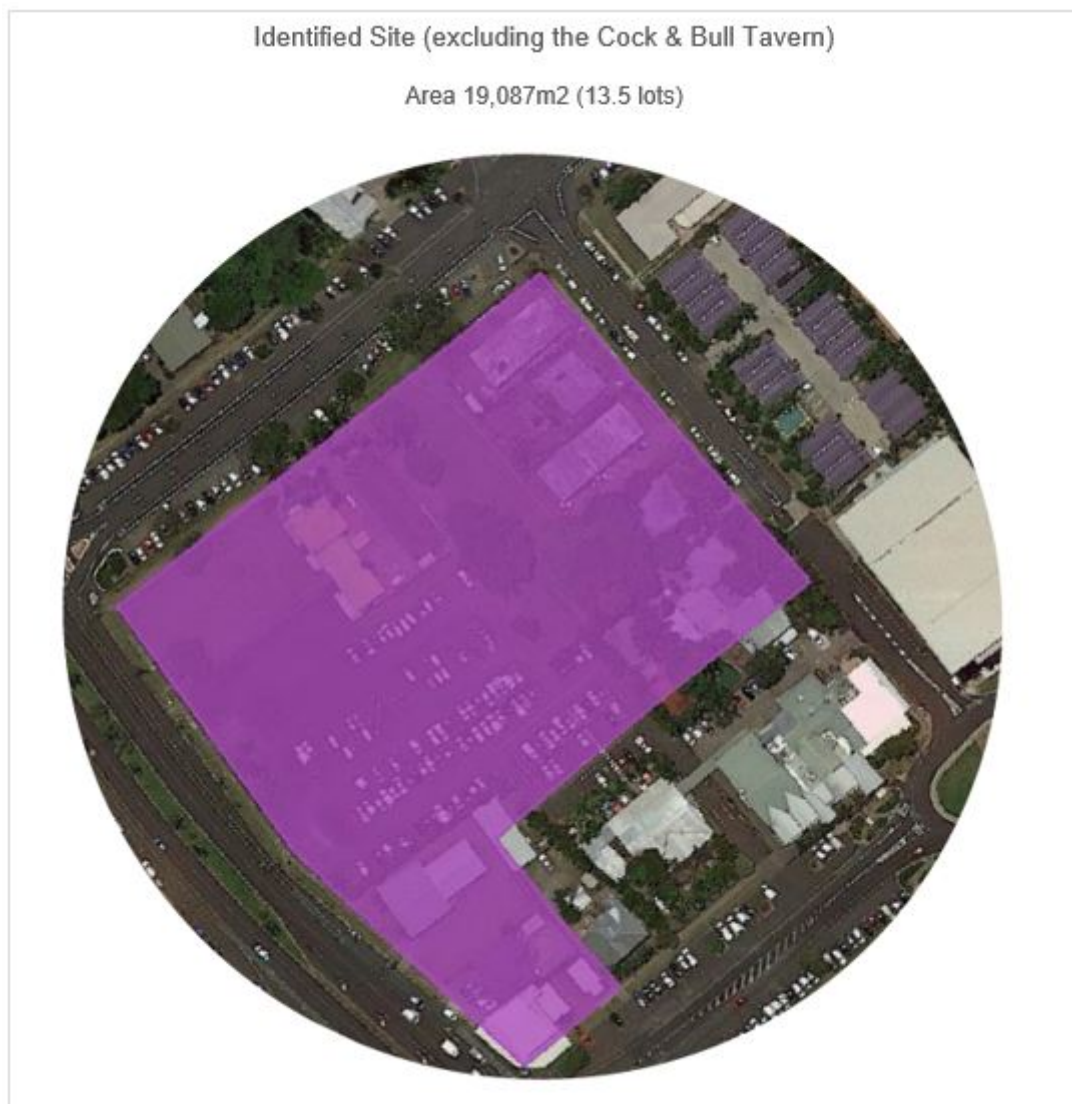 Identified Site (excluding the Cock & Bull Tavern)
Area 19,087m2 (13.5 lots)